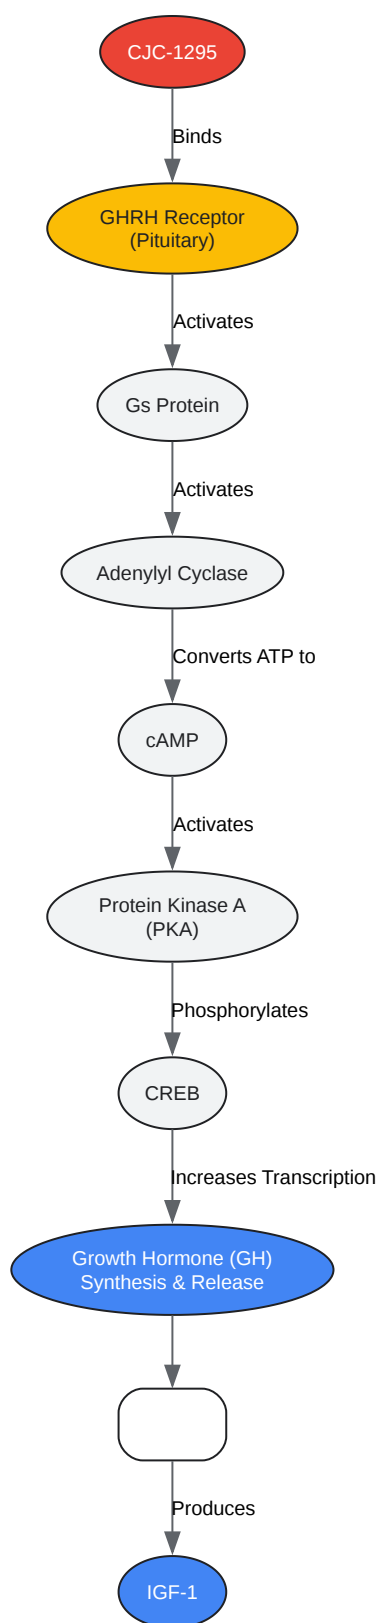 CJC-1295
Binds
GHRH Receptor
(Pituitary)
Activates
Gs Protein
Activates
Adenylyl Cyclase
Converts ATP to
cAMP
Activates
Protein Kinase A
(PKA)
Phosphorylates
CREB
Increases Transcription
Growth Hormone (GH)
Synthesis & Release
Produces
IGF-1